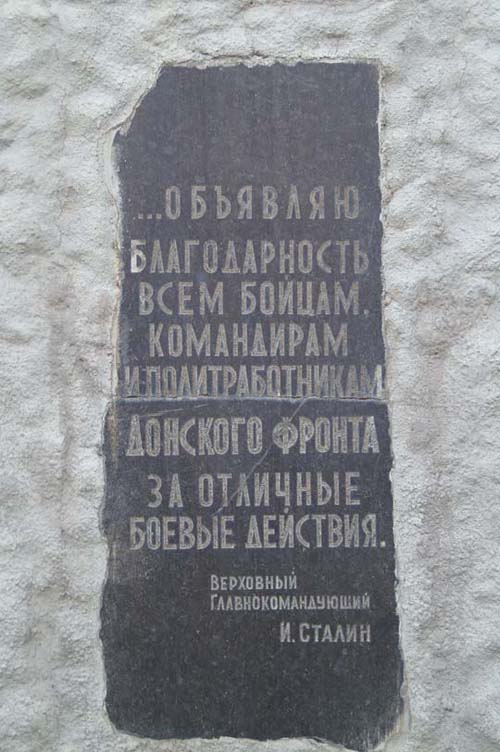 ...ОБЪЯВЛЯЮ
БЛАГОДАРНОСТЬ
ВСЕМ БОЙЦАМ,
КОМАНДИРАМ
И ПОЛИТРАБОТНИКАМ
ДОНСКОГО ФРОНТА
ЗА ОТЛИЧНЫЕ
БОЕВЫЕ ДЕЙСТВИЯ.
ВЕРХОВНЫЙ
ГЛАВНОКОМАНДУЮЩИЙ
И. СТАЛИН